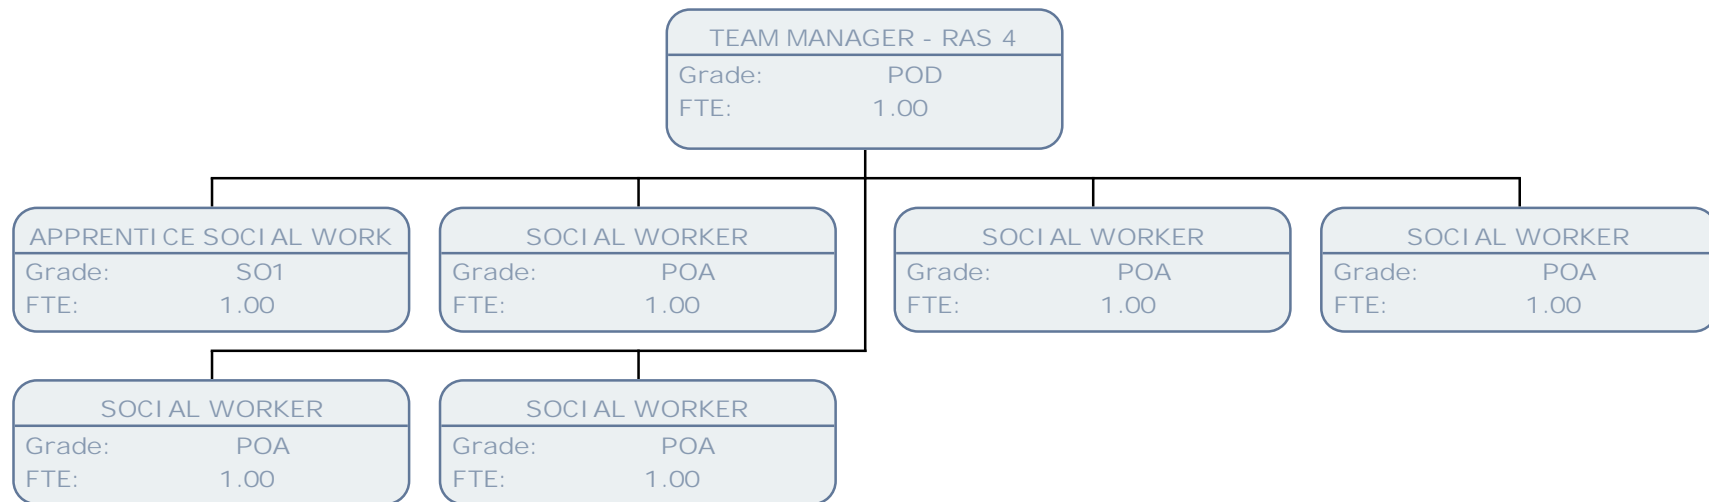 TEAM MANAGER - RAS 4
Grade: POD
FTE: 1.00
APPRENTICE SOCIAL WORK
Grade: SO1
FTE: 1.00
SOCIAL WORKER
Grade: POA
FTE: 1.00
SOCIAL WORKER
Grade: POA
FTE: 1.00
SOCIAL WORKER
Grade: POA
FTE: 1.00
SOCIAL WORKER
Grade: POA
FTE: 1.00
SOCIAL WORKER
Grade: POA
FTE: 1.00